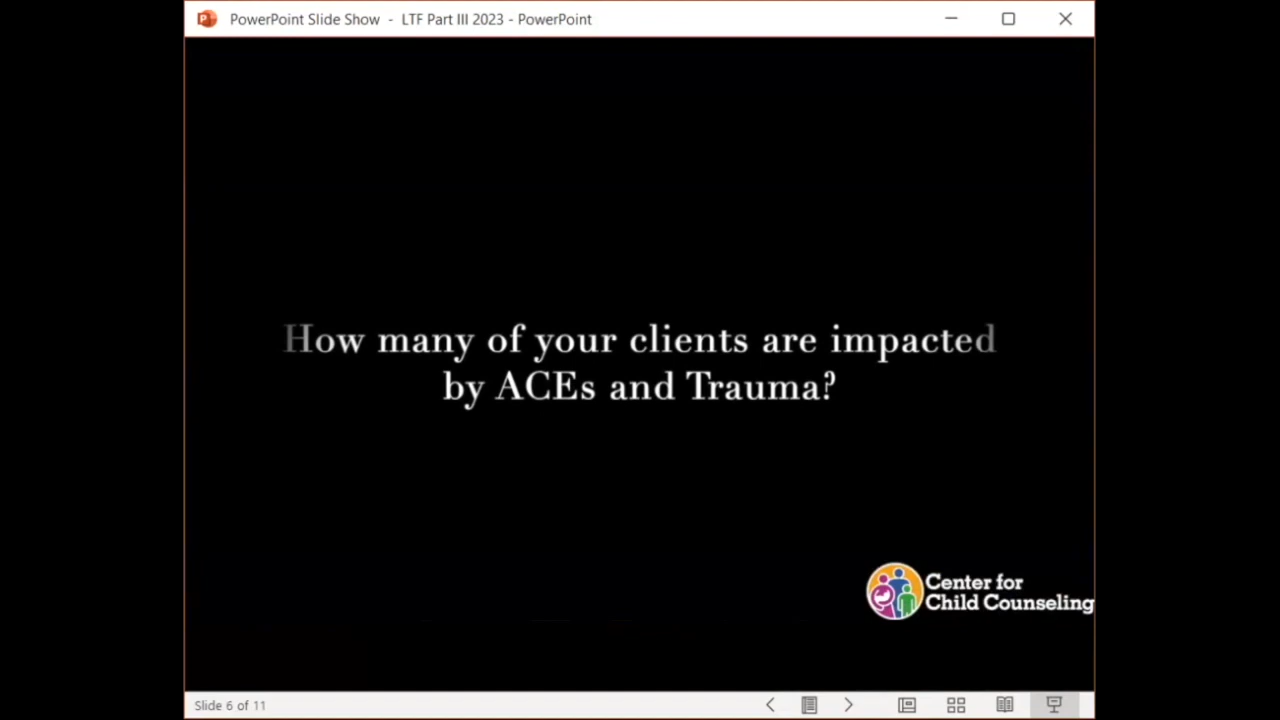 PowerPoint Slide Show - LTF Part III 2023 - PowerPoint
How many of your clients are impacted
by ACEs and Trauma?
Center for
Child Counseling
Slide 6 of 11